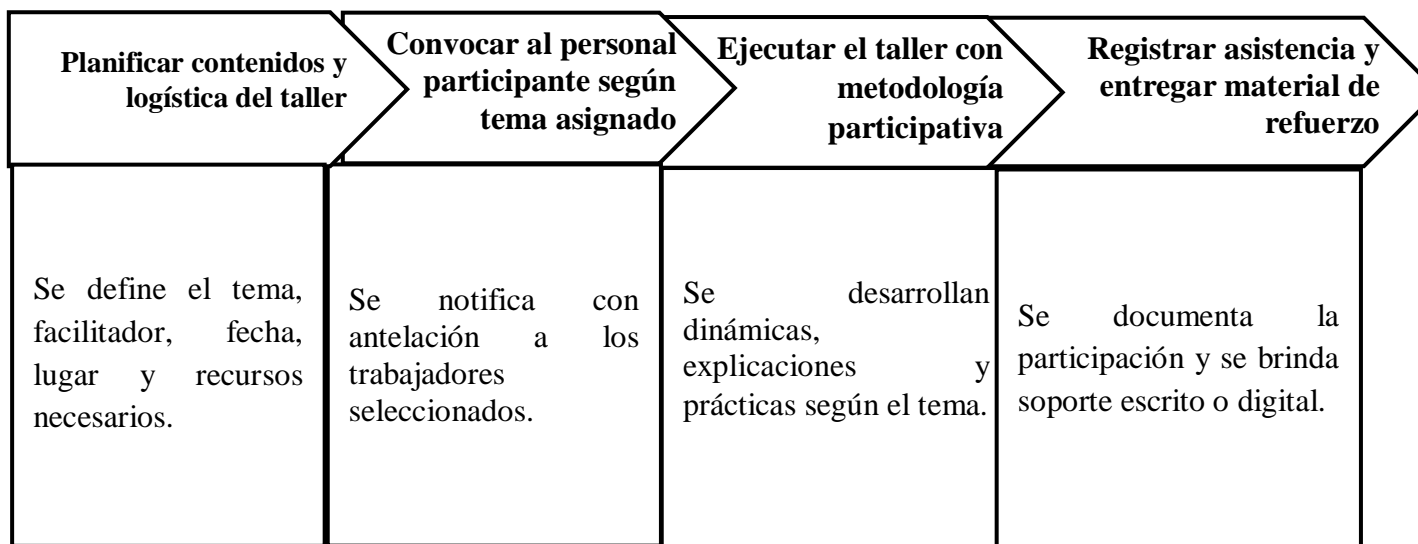 Planificar contenidos y
logística del taller
Convocar al personal
participante según
tema asignado
Ejecutar el taller con
metodología
participativa
Registrar asistencia y
entregar material de
refuerzo
Se define el tema,
facilitador, fecha,
lugar y recursos
necesarios.
Se notifica con
antelación a los
trabajadores
seleccionados.
Se desarrollan
dinámicas,
explicaciones y
prácticas según el tema.
Se documenta la
participación y se brinda
soporte escrito o digital.